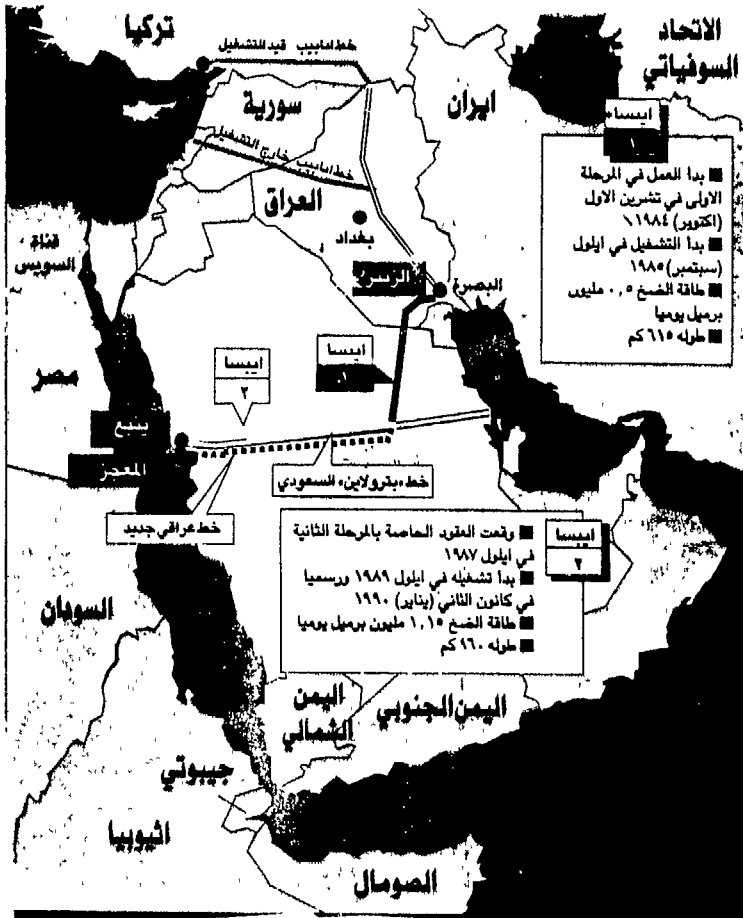 تركيا
الاتحاد
السوفياتي
خط انابيب قيد التشغيل
سورية
ايران
خط انابيب خارج التشغيل
العراق
بغداد
البصرة
قناة
السويس
مصر
ايبسا
١
■ بدا العمل في المرحلة
الاولى في تشرين الاول
(اكتوبر) ١٩٨٤
■ بدا التشغيل في ايلول
(سبتمبر) ١٩٨٥
■ طاقة الضخ ٠,٥ مليون
برميل يوميا
■ طوله ٦١٥ كم
ايبسا
١
ايبسا
٢
ينبع
المعجز
خط «بترولاين» السعودي
خط عراقي جديد
ايبسا
٢
■ وقعت العقود الخاصة بالمرحلة الثانية
في ايلول ١٩٨٧
■ بدا تشغيله في ايلول ١٩٨٩ ورسميا
في كانون الثاني (يناير) ١٩٩٠
■ طاقة الضخ ١,١٥ مليون برميل يوميا
■ طوله ٩٦٠ كم
السودان
اليمن
الشمالي
اليمن الجنوبي
جيبوتي
اثيوبيا
الصومال